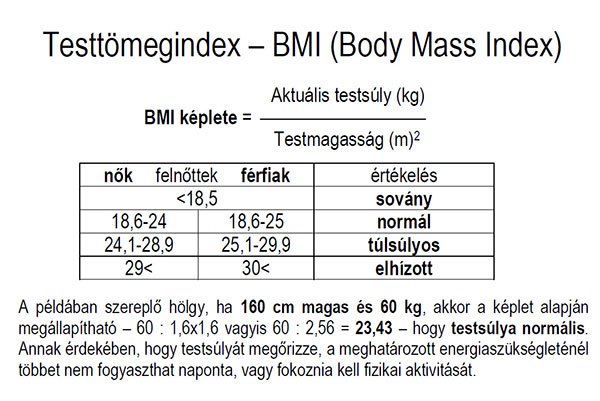 Testtömegindex – BMI (Body Mass Index)
Aktuális testsúly (kg)
BMI képlete =
Testmagasság (m)²
nők felnőttek férfiak értékelés
<18,5 sovány
18,6-24 18,6-25 normál
24,1-28,9 25,1-29,9 túlsúlyos
29< 30< elhízott
A példában szereplő hölgy, ha 160 cm magas és 60 kg, akkor a képlet alapján
megállapítható – 60 : 1,6x1,6 vagyis 60 : 2,56 = 23,43 – hogy testsúlya normális.
Annak érdekében, hogy testsúlyát megőrizze, a meghatározott energiaszükségleténél
többet nem fogyaszthat naponta, vagy fokoznia kell fizikai aktivitását.